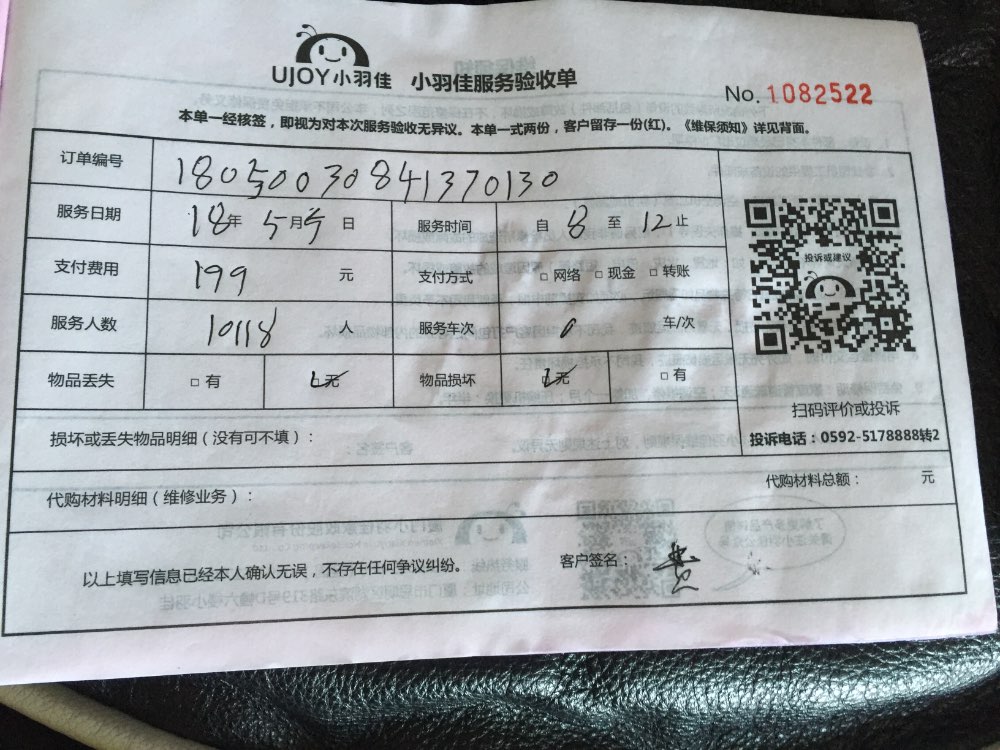 UJOY小羽佳 小羽佳服务验收单
No. 1082522
本单一经核签，即视为对本次服务验收无异议。本单一式两份，客户留存一份(红)。《维保须知》详见背面。
订单编号 18050030841370130
服务日期 18年 5月 日 服务时间 自 8 至 12 止
支付费用 199 元 支付方式 □ 网络 □ 现金 □ 转账
服务人数 10118 人 服务车次 0 车/次
物品丢失 □ 有 □ 无 物品损坏 □ 无 □ 有
投诉或建议
扫码评价或投诉
投诉电话：0592-5178888转2
损坏或丢失物品明细（没有可不填）：
代购材料明细（维修业务）： 代购材料总额： 元
以上填写信息已经本人确认无误，不存在任何争议纠纷。 客户签名：